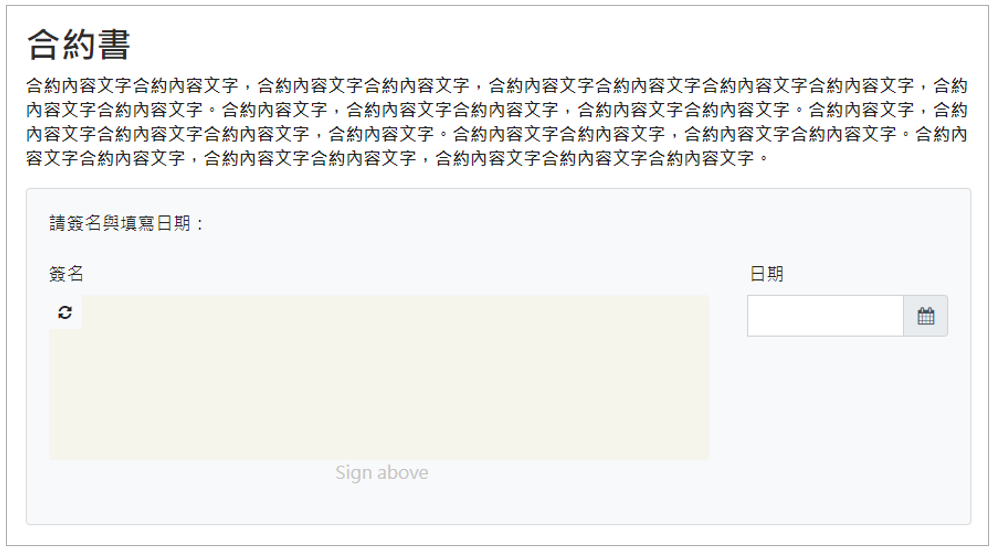 合約書
合約內容文字合約內容文字，合約內容文字合約內容文字，合約內容文字合約內容文字合約內容文字合約內容文字，合約
內容文字合約內容文字。合約內容文字，合約內容文字合約內容文字，合約內容文字合約內容文字。合約內容文字，合約
內容文字合約內容文字合約內容文字，合約內容文字。合約內容文字合約內容文字，合約內容文字合約內容文字。合約內
容文字合約內容文字，合約內容文字合約內容文字，合約內容文字合約內容文字合約內容文字。
請簽名與填寫日期：
簽名
日期
Sign above